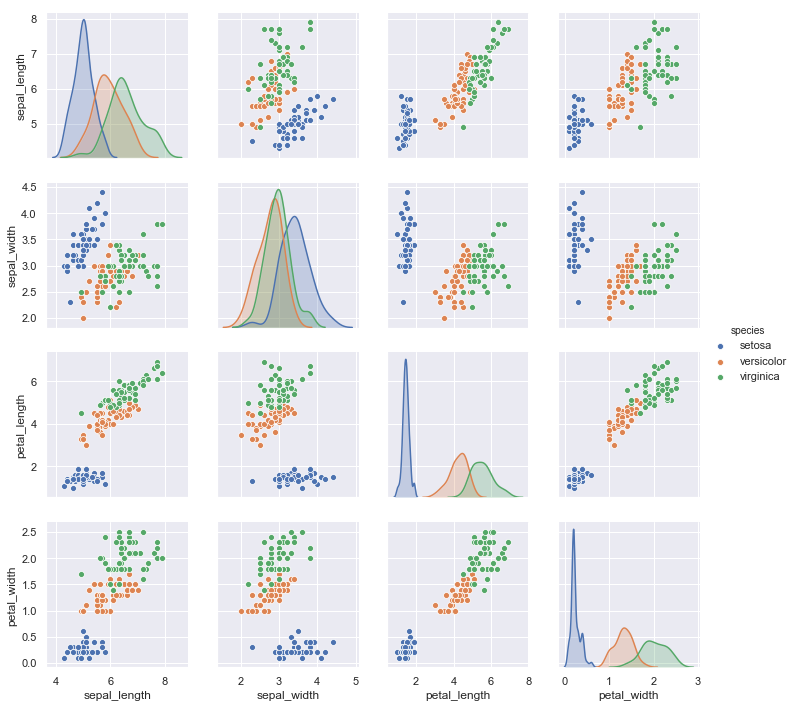 sepal_length
8
7
6
5
sepal_width
4.5
4.0
3.5
3.0
2.5
2.0
petal_length
6
4
2
petal_width
2.5
2.0
1.5
1.0
0.5
0.0
4 6 8
sepal_length
2 3 4 5
sepal_width
2 4 6 8
petal_length
0 1 2 3
petal_width
species
setosa
versicolor
virginica